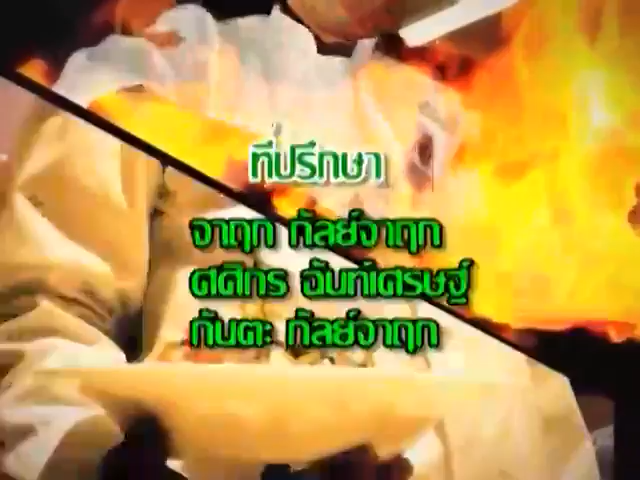 ที่ปรึกษา
จาฤก กัลย์จาฤก
ศศิกร ฉันท์เศรษฐ์
กันตะ กัลย์จาฤก